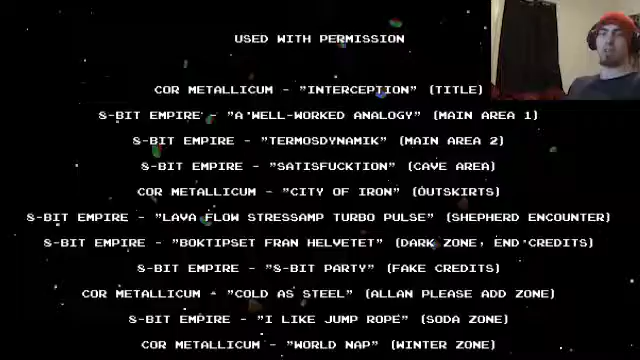 USED WITH PERMISSION
COR METALLICUM - "INTERCEPTION" (TITLE)
8-BIT EMPIRE - "A WELL-WORKED ANALOGY" (MAIN AREA 1)
8-BIT EMPIRE - "TERMOSDYNAMIK" (MAIN AREA 2)
8-BIT EMPIRE - "SATISFUCKTION" (CAVE AREA)
COR METALLICUM - "CITY OF IRON" (OUTSKIRTS)
8-BIT EMPIRE - "LAVA FLOW STRESSAMP TURBO PULSE" (SHEPHERD ENCOUNTER)
8-BIT EMPIRE - "BOKTIPSET FRAN HELVETET" (DARK ZONE, END CREDITS)
8-BIT EMPIRE - "8-BIT PARTY" (FAKE CREDITS)
COR METALLICUM - "COLD AS STEEL" (ALLAN PLEASE ADD ZONE)
8-BIT EMPIRE - "I LIKE JUMP ROPE" (SODA ZONE)
COR METALLICUM - "WORLD NAP" (WINTER ZONE)